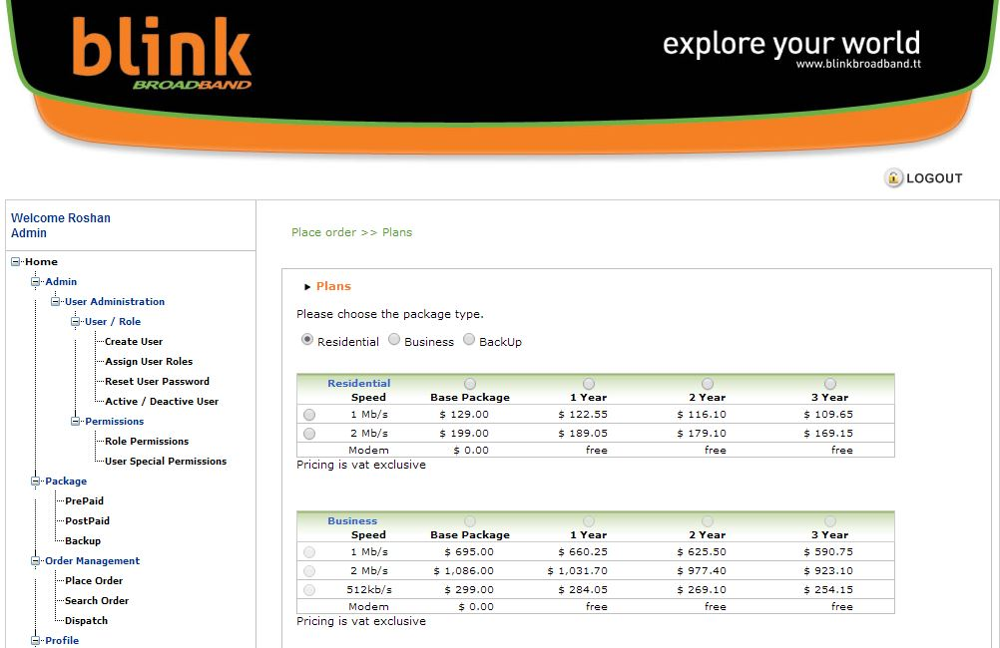 blink
BROADBAND
explore your world
www.blinkbroadband.tt
LOGOUT
Welcome Roshan
Admin
Home
Admin
User Administration
User / Role
Create User
Assign User Roles
Reset User Password
Active / Deactive User
Permissions
Role Permissions
User Special Permissions
Package
PrePaid
PostPaid
Backup
Order Management
Place Order
Search Order
Dispatch
Profile
Place order >> Plans
Plans
Please choose the package type.
Residential Business BackUp
Residential
Speed Base Package 1 Year 2 Year 3 Year
1 Mb/s $ 129.00 $ 122.55 $ 116.10 $ 109.65
2 Mb/s $ 199.00 $ 189.05 $ 179.10 $ 169.15
Modem $ 0.00 free free free
Pricing is vat exclusive
Business
Speed Base Package 1 Year 2 Year 3 Year
1 Mb/s $ 695.00 $ 660.25 $ 625.50 $ 590.75
2 Mb/s $ 1,086.00 $ 1,031.70 $ 977.40 $ 923.10
512kb/s $ 299.00 $ 284.05 $ 269.10 $ 254.15
Modem $ 0.00 free free free
Pricing is vat exclusive